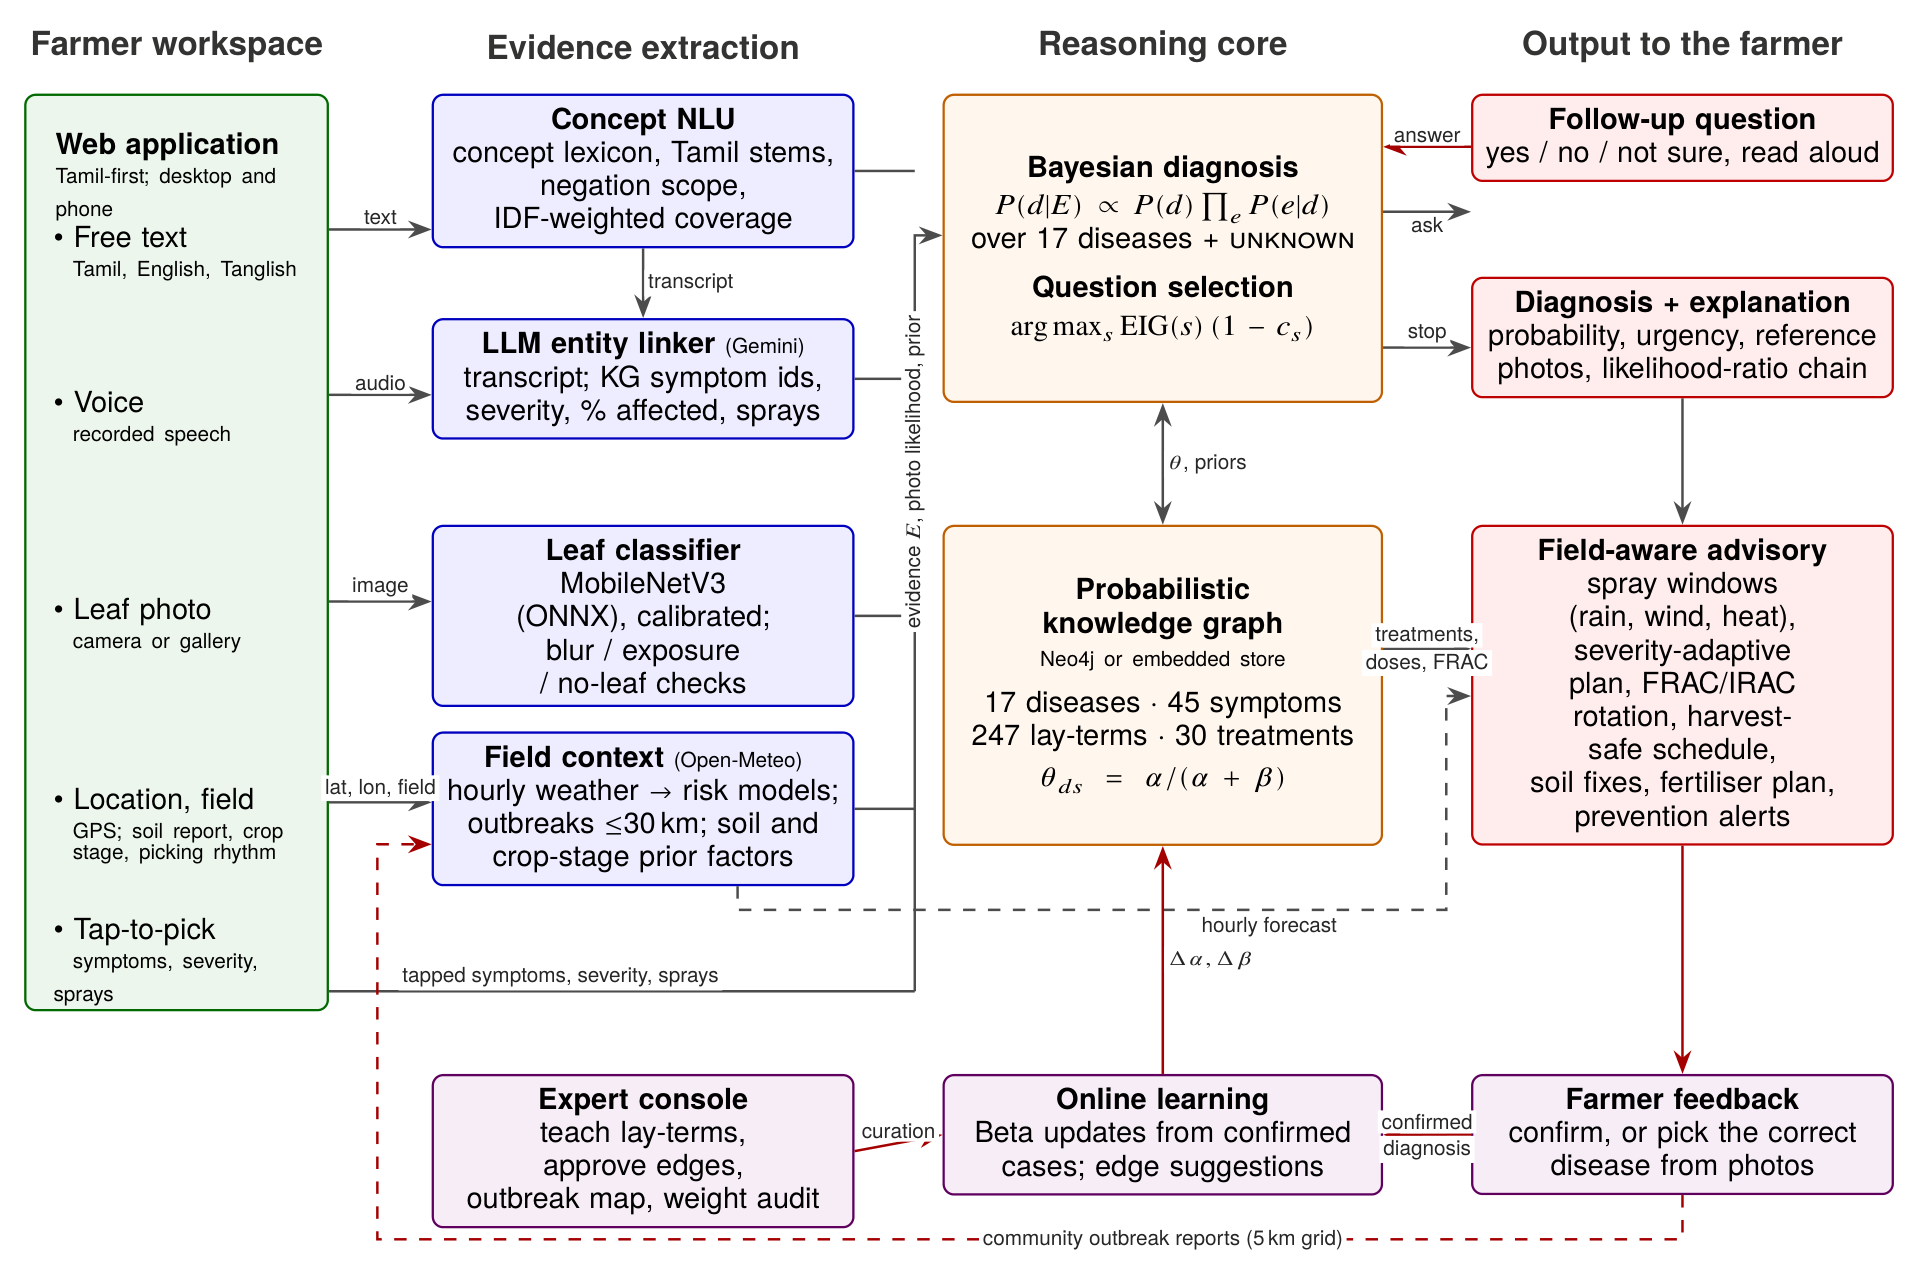 Farmer workspace
Evidence extraction
Reasoning core
Output to the farmer
Web application
Tamil-first; desktop and
phone
• Free text
Tamil, English, Tanglish
• Voice
recorded speech
• Leaf photo
camera or gallery
• Location, field
GPS; soil report, crop
stage, picking rhythm
• Tap-to-pick
symptoms, severity,
sprays
text
audio
image
lat, lon, field
tapped symptoms, severity, sprays
Concept NLU
concept lexicon, Tamil stems,
negation scope,
IDF-weighted coverage
transcript
LLM entity linker (Gemini)
transcript; KG symptom ids,
severity, % affected, sprays
Leaf classifier
MobileNetV3
(ONNX), calibrated;
blur / exposure
/ no-leaf checks
Field context (Open-Meteo)
hourly weather → risk models;
outbreaks ≤30 km; soil and
crop-stage prior factors
evidence E, photo likelihood, prior
Bayesian diagnosis
P(d|E) ∝ P(d) ∏e P(e|d)
over 17 diseases + UNKNOWN
Question selection
arg maxs EIG(s) (1 − cs)
θ, priors
Probabilistic
knowledge graph
Neo4j or embedded store
17 diseases · 45 symptoms
247 lay-terms · 30 treatments
θds = α/(α + β)
answer
ask
stop
treatments,
doses, FRAC
hourly forecast
Δα, Δβ
Follow-up question
yes / no / not sure, read aloud
Diagnosis + explanation
probability, urgency, reference
photos, likelihood-ratio chain
Field-aware advisory
spray windows
(rain, wind, heat),
severity-adaptive
plan, FRAC/IRAC
rotation, harvest-
safe schedule,
soil fixes, fertiliser plan,
prevention alerts
Expert console
teach lay-terms,
approve edges,
outbreak map, weight audit
curation
Online learning
Beta updates from confirmed
cases; edge suggestions
confirmed
diagnosis
Farmer feedback
confirm, or pick the correct
disease from photos
community outbreak reports (5 km grid)